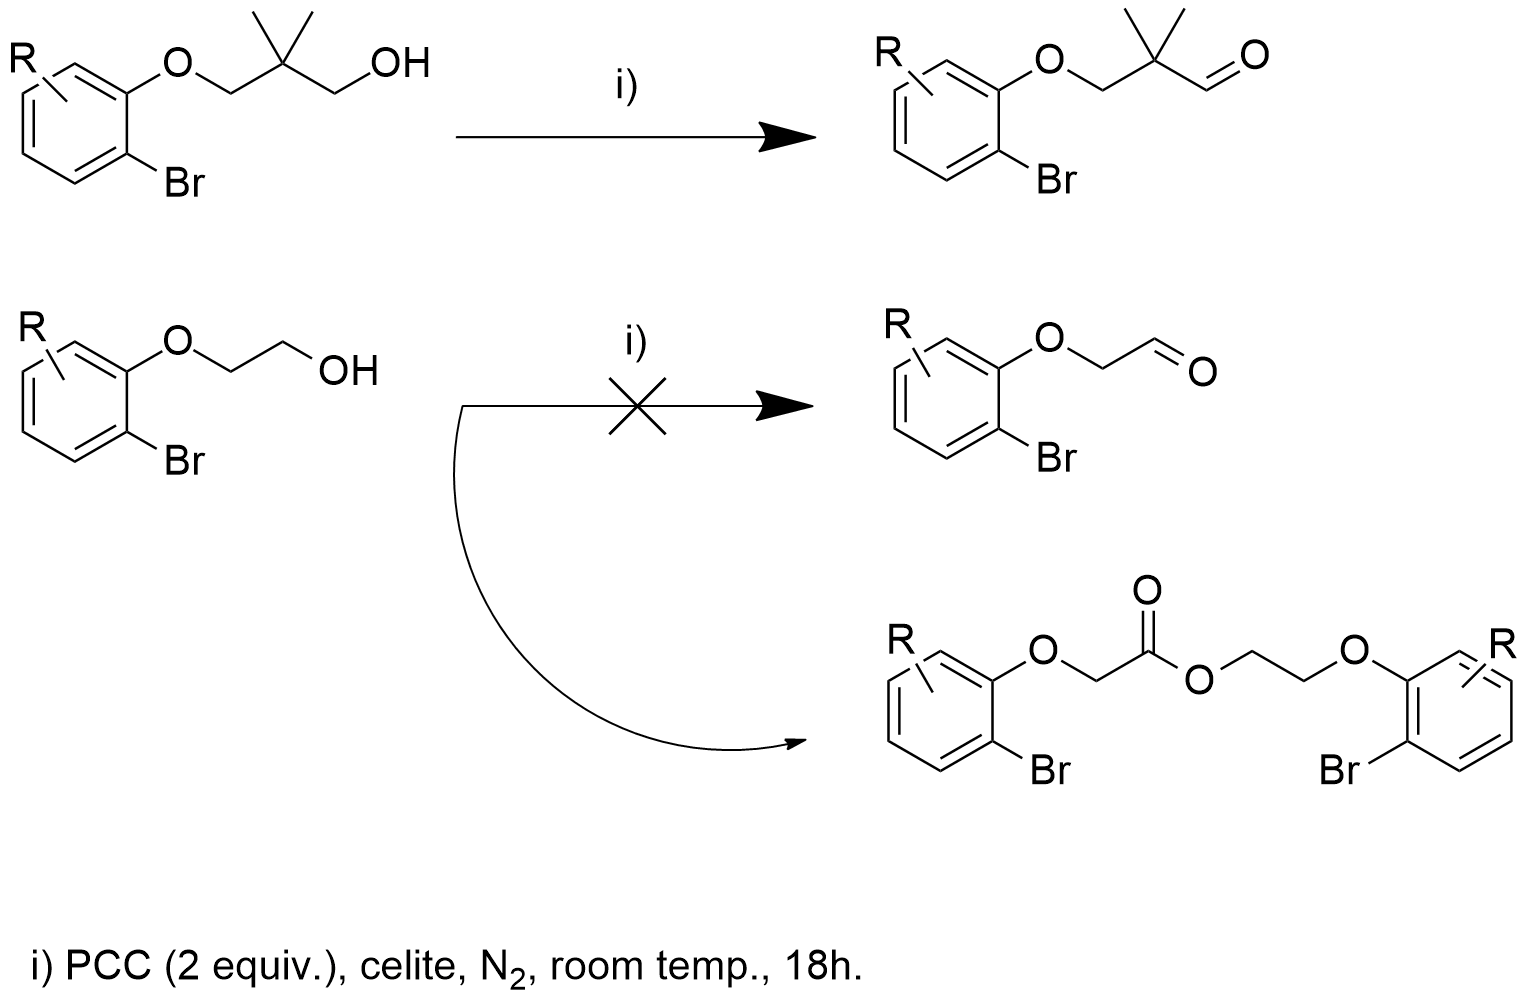 R O OH Br
i)
R O O Br
R O OH Br
i)
R O O Br
R O O O O Br Br R
i) PCC (2 equiv.), celite, N₂, room temp., 18h.